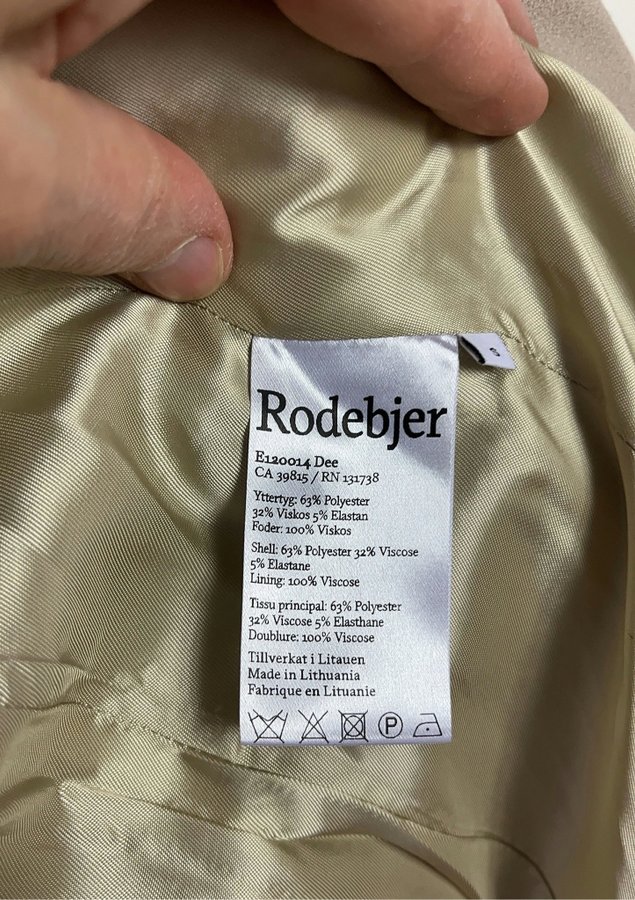 Rodebjer
E120014 Dee
CA 39815 / RN 131738
Yttertyg: 63% Polyester
32% Viskos 5% Elastan
Foder: 100% Viskos
Shell: 63% Polyester 32% Viscose
5% Elastane
Lining: 100% Viscose
Tissu principal: 63% Polyester
32% Viscose 5% Elasthane
Doublure: 100% Viscose
Tillverkat i Litauen
Made in Lithuania
Fabrique en Lituanie
P